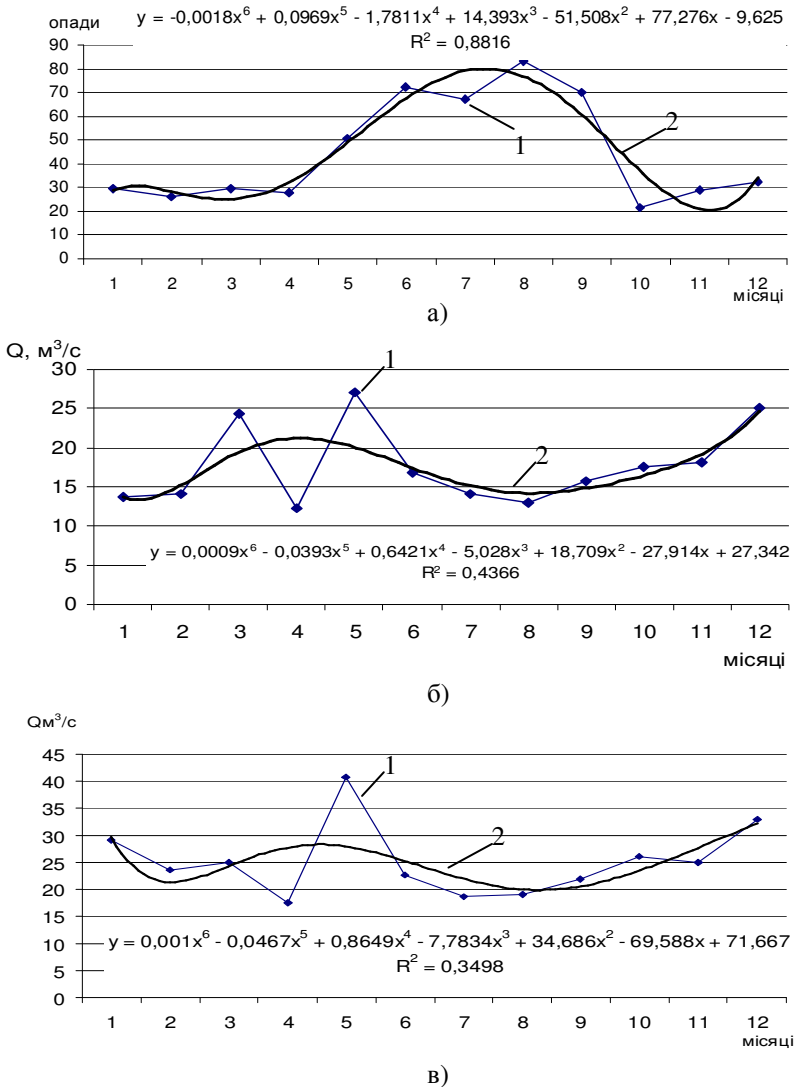 опади
y = -0,0018x⁶ + 0,0969x⁵ - 1,7811x⁴ + 14,393x³ - 51,508x² + 77,276x - 9,625
R² = 0,8816
90
80
70
60
50
40
30
20
10
0
1
2
1 2 3 4 5 6 7 8 9 10 11 12
місяці
а)
Q, м³/с
30
25
20
15
10
5
0
1
2
y = 0,0009x⁶ - 0,0393x⁵ + 0,6421x⁴ - 5,028x³ + 18,709x² - 27,914x + 27,342
R² = 0,4366
1 2 3 4 5 6 7 8 9 10 11 12
місяці
б)
Qм³/с
45
40
35
30
25
20
15
10
5
0
1
2
y = 0,001x⁶ - 0,0467x⁵ + 0,8649x⁴ - 7,7834x³ + 34,686x² - 69,588x + 71,667
R² = 0,3498
1 2 3 4 5 6 7 8 9 10 11 12
місяці
в)